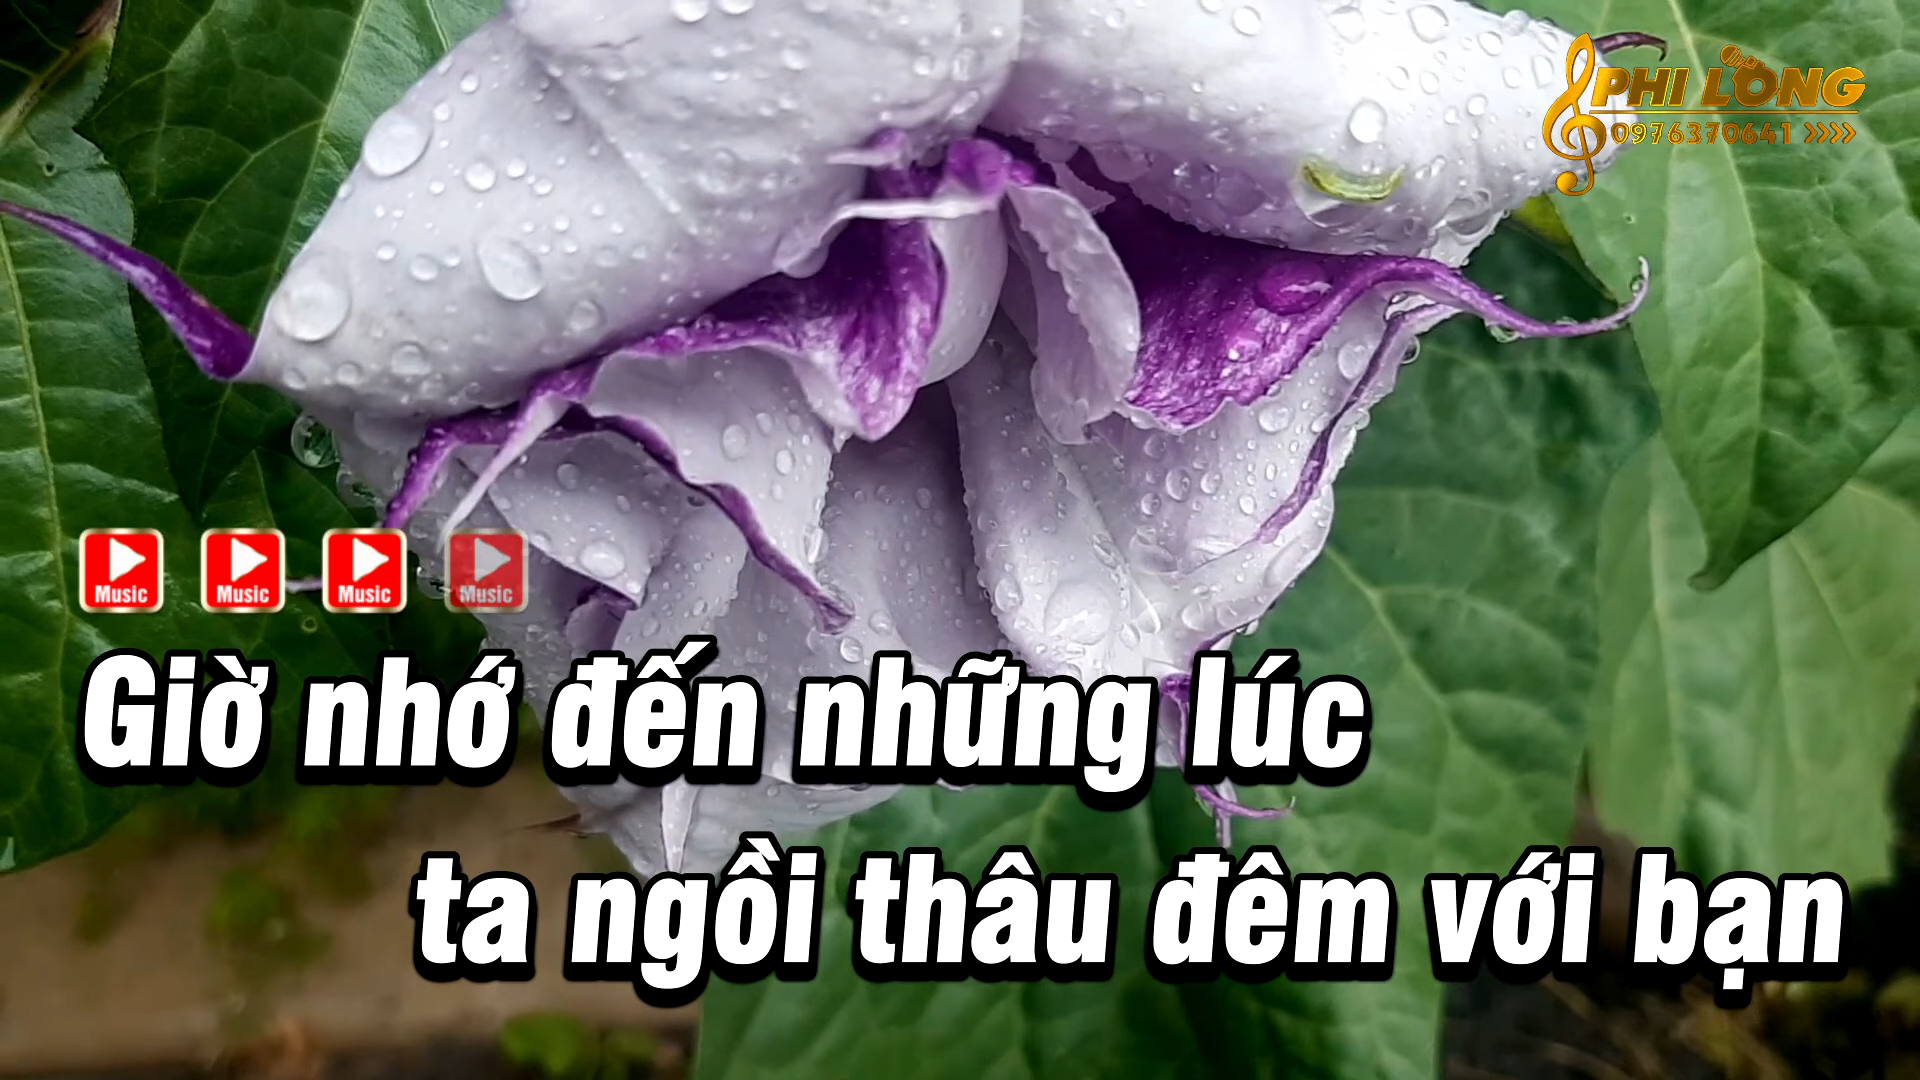 PHI LONG
0976370641
Music Music Music Music
Giờ nhớ đến những lúc
ta ngồi thâu đêm với bạn